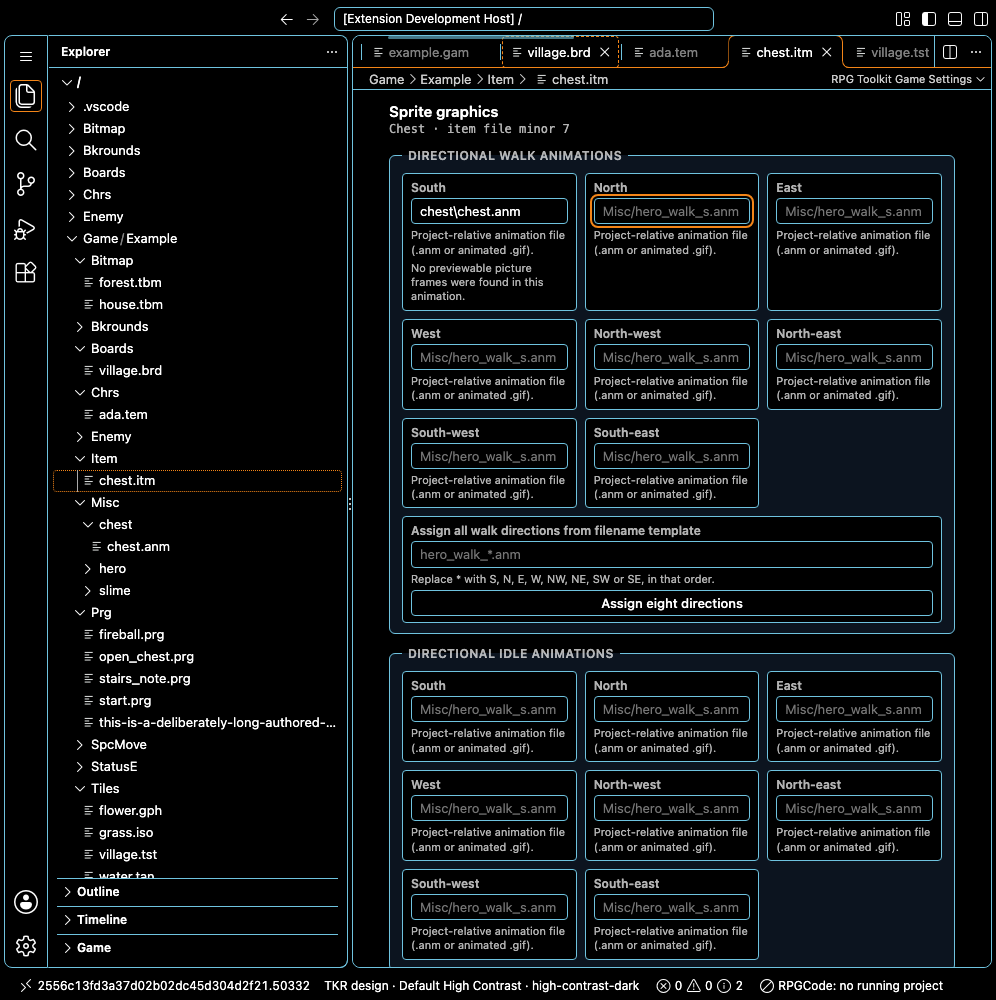 [Extension Development Host] /
Explorer
example.gam
village.brd
ada.tem
chest.itm
village.tst
Game
Example
Item
chest.itm
RPG Toolkit Game Settings
/
.vscode
Bitmap
Bkrounds
Boards
Chrs
Enemy
Game/Example
Bitmap
forest.tbm
house.tbm
Bkrounds
Boards
village.brd
Chrs
ada.tem
Enemy
Item
chest.itm
Misc
chest
chest.anm
hero
slime
Prg
fireball.prg
open_chest.prg
stairs_note.prg
start.prg
this-is-a-deliberately-long-authored-...
SpcMove
StatusE
Tiles
flower.gph
grass.iso
village.tst
water.tan
Outline
Timeline
Game
Sprite graphics
Chest · item file minor 7
DIRECTIONAL WALK ANIMATIONS
South
chest\chest.anm
Project-relative animation file
(.anm or animated .gif).
No previewable picture
frames were found in this
animation.
North
Misc/hero_walk_s.anm
Project-relative animation file
(.anm or animated .gif).
East
Misc/hero_walk_s.anm
Project-relative animation file
(.anm or animated .gif).
West
Misc/hero_walk_s.anm
Project-relative animation file
(.anm or animated .gif).
North-west
Misc/hero_walk_s.anm
Project-relative animation file
(.anm or animated .gif).
North-east
Misc/hero_walk_s.anm
Project-relative animation file
(.anm or animated .gif).
South-west
Misc/hero_walk_s.anm
Project-relative animation file
(.anm or animated .gif).
South-east
Misc/hero_walk_s.anm
Project-relative animation file
(.anm or animated .gif).
Assign all walk directions from filename template
hero_walk_*.anm
Replace * with S, N, E, W, NW, NE, SW or SE, in that order.
Assign eight directions
DIRECTIONAL IDLE ANIMATIONS
South
Misc/hero_walk_s.anm
Project-relative animation file
(.anm or animated .gif).
North
Misc/hero_walk_s.anm
Project-relative animation file
(.anm or animated .gif).
East
Misc/hero_walk_s.anm
Project-relative animation file
(.anm or animated .gif).
West
Misc/hero_walk_s.anm
Project-relative animation file
(.anm or animated .gif).
North-west
Misc/hero_walk_s.anm
Project-relative animation file
(.anm or animated .gif).
North-east
Misc/hero_walk_s.anm
Project-relative animation file
(.anm or animated .gif).
South-west
Misc/hero_walk_s.anm
Project-relative animation file
(.anm or animated .gif).
South-east
Misc/hero_walk_s.anm
Project-relative animation file
(.anm or animated .gif).
2556c13fd3a37d02b02dc45d304d2f21.50332
TKR design · Default High Contrast · high-contrast-dark
0 0 2
RPGCode: no running project